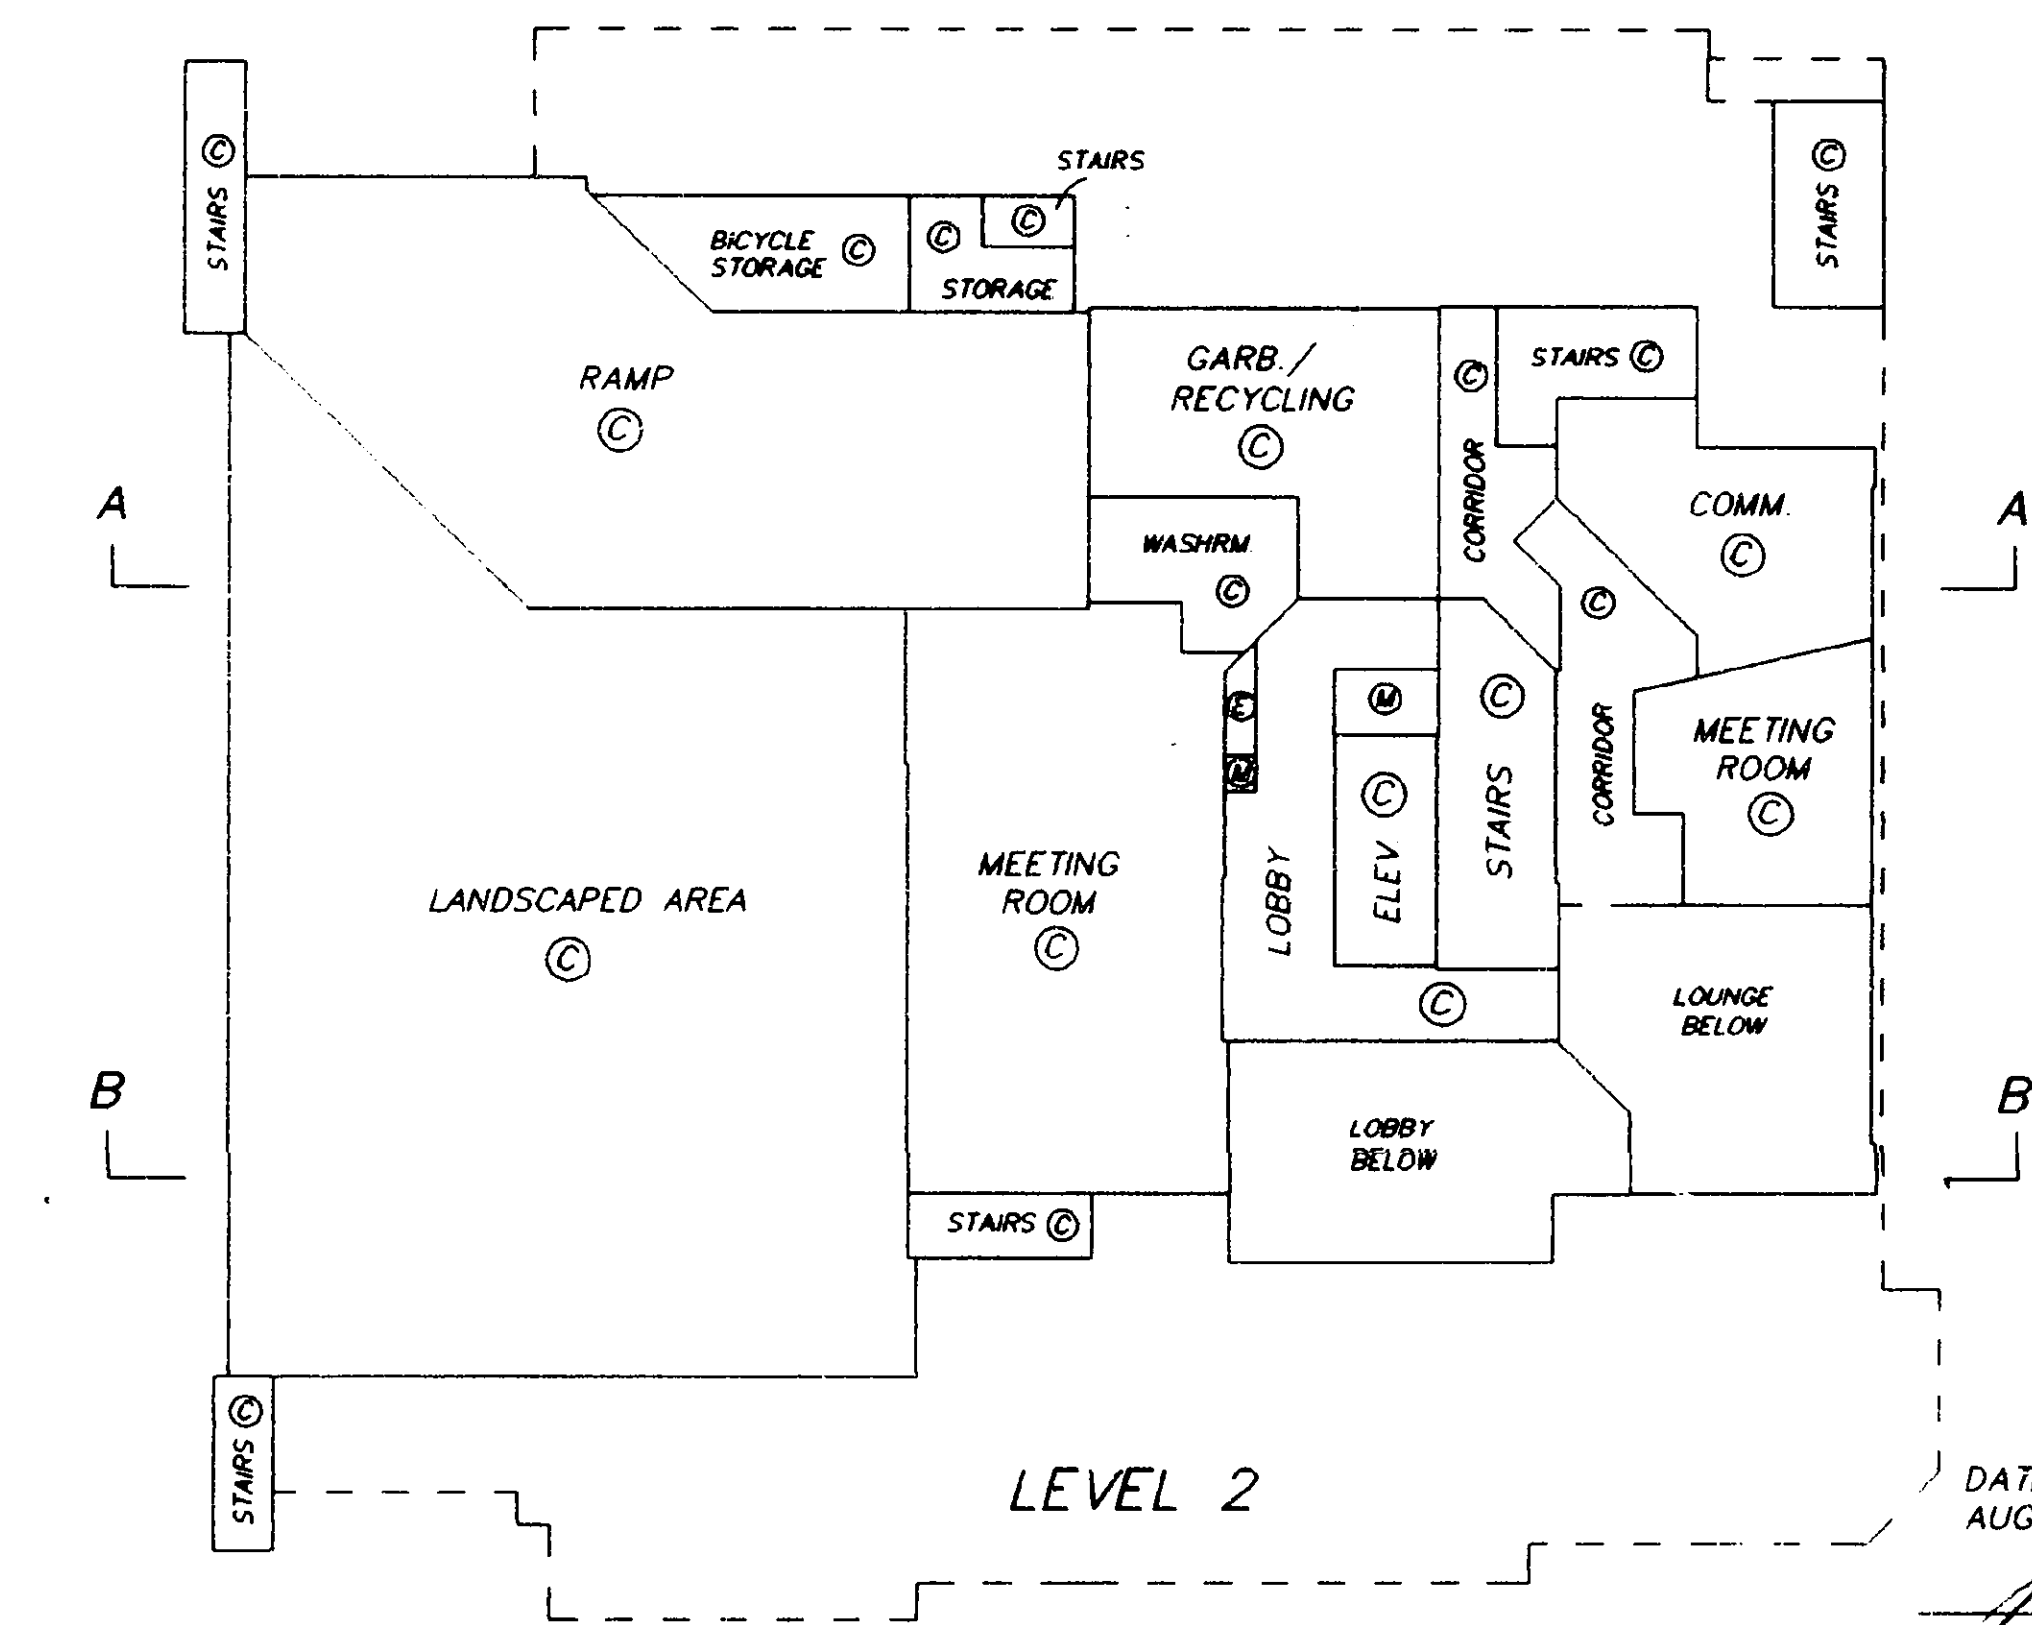 STAIRS Ⓒ
STAIRS
Ⓒ
STAIRS Ⓒ
BICYCLE Ⓒ
STORAGE
Ⓒ
STORAGE
RAMP
Ⓒ
GARB./
RECYCLING
Ⓒ
Ⓒ
CORRIDOR
STAIRS Ⓒ
A
A
COMM.
Ⓒ
WASHRM.
Ⓒ
Ⓒ
CORRIDOR
Ⓔ
Ⓜ
Ⓜ
Ⓒ
STAIRS
MEETING
ROOM
Ⓒ
ELEV. Ⓒ
LOBBY
Ⓒ
MEETING
ROOM
Ⓒ
LANDSCAPED AREA
Ⓒ
LOUNGE
BELOW
B
B
LOBBY
BELOW
STAIRS Ⓒ
STAIRS Ⓒ
LEVEL 2
AUG